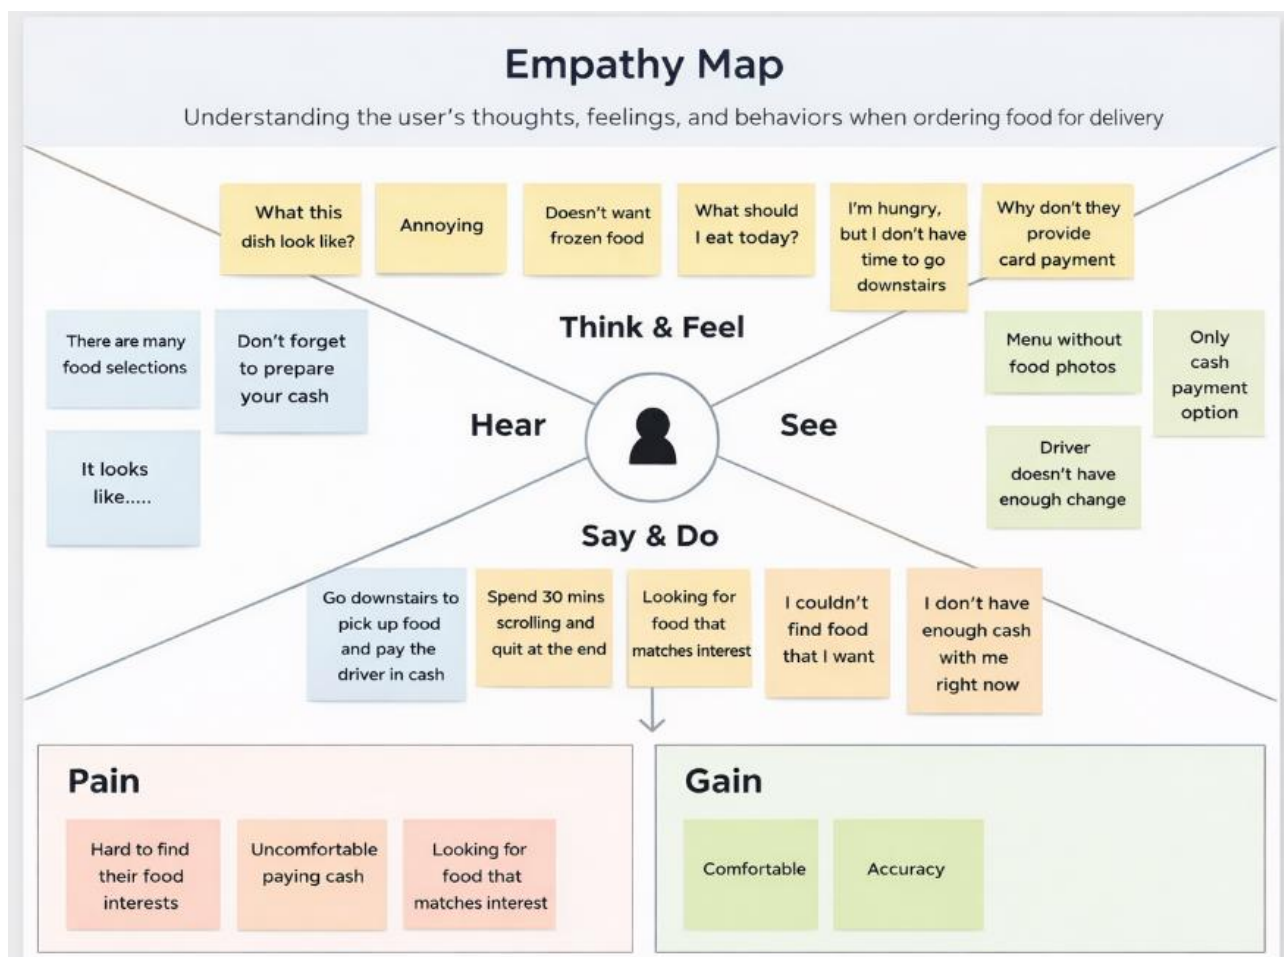 Empathy Map
Understanding the user's thoughts, feelings, and behaviors when ordering food for delivery
What this
dish look like?
Annoying
Doesn't want
frozen food
What should
I eat today?
I'm hungry,
but I don't have
time to go
downstairs
Why don't they
provide
card payment
Think & Feel
There are many
food selections
Don't forget
to prepare
your cash
It looks
like.....
Hear
See
Menu without
food photos
Only
cash
payment
option
Driver
doesn't have
enough change
Say & Do
Go downstairs to
pick up food
and pay the
driver in cash
Spend 30 mins
scrolling and
quit at the end
Looking for
food that
matches interest
I couldn't
find food
that I want
I don't have
enough cash
with me
right now
Pain
Hard to find
their food
interests
Uncomfortable
paying cash
Looking for
food that
matches interest
Gain
Comfortable
Accuracy